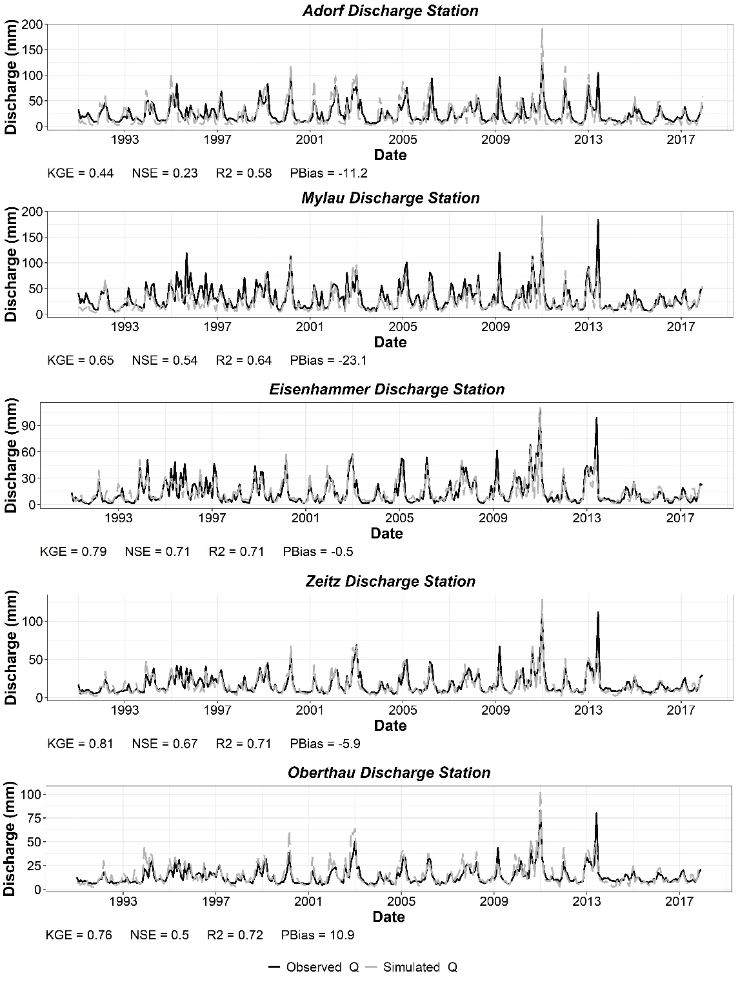 Adorf Discharge Station
Discharge (mm)
200
150
100
50
0
1993 1997 2001 2005 2009 2013 2017
Date
KGE = 0.44 NSE = 0.23 R2 = 0.58 PBias = -11.2
Mylau Discharge Station
Discharge (mm)
200
150
100
50
0
1993 1997 2001 2005 2009 2013 2017
Date
KGE = 0.65 NSE = 0.54 R2 = 0.64 PBias = -23.1
Eisenhammer Discharge Station
Discharge (mm)
90
60
30
0
1993 1997 2001 2005 2009 2013 2017
Date
KGE = 0.79 NSE = 0.71 R2 = 0.71 PBias = -0.5
Zeitz Discharge Station
Discharge (mm)
100
50
0
1993 1997 2001 2005 2009 2013 2017
Date
KGE = 0.81 NSE = 0.67 R2 = 0.71 PBias = -5.9
Oberthau Discharge Station
Discharge (mm)
100
75
50
25
0
1993 1997 2001 2005 2009 2013 2017
Date
KGE = 0.76 NSE = 0.5 R2 = 0.72 PBias = 10.9
Observed Q Simulated Q